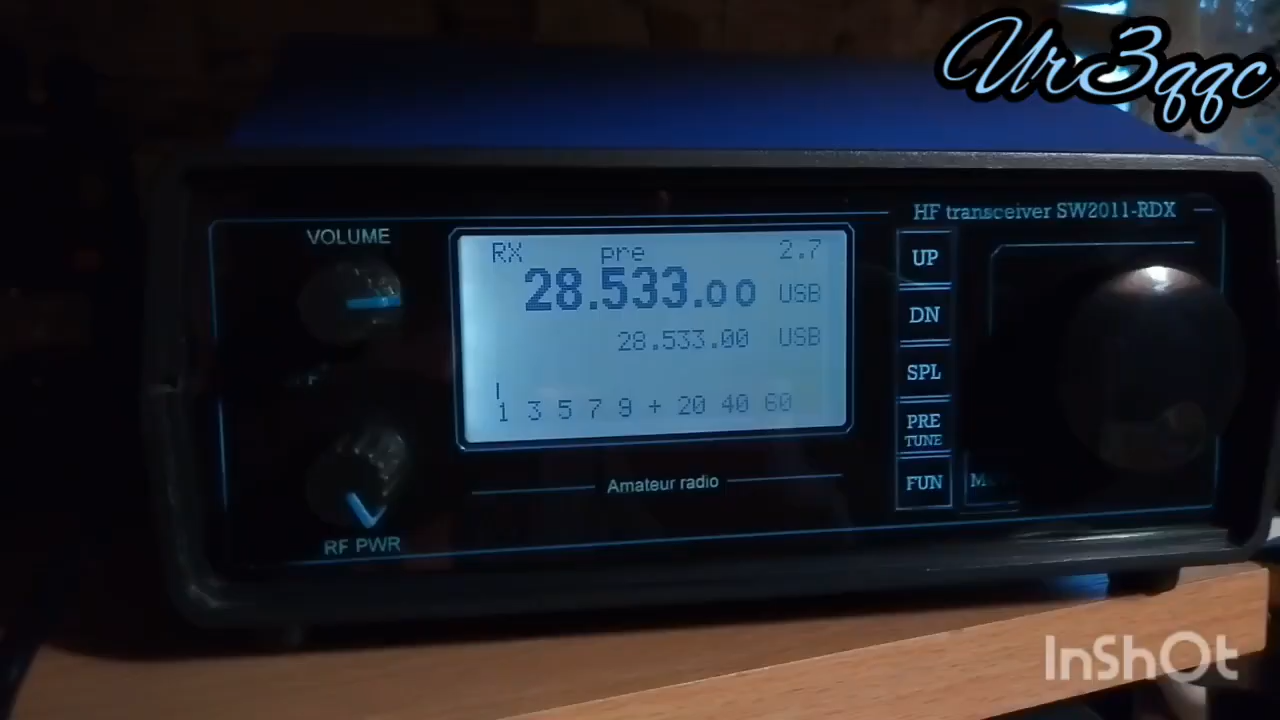 Ur3qqc
HF transceiver SW2011-RDX
VOLUME
RX pre 2.7
28.533.00 USB
28.533.00 USB
1 3 5 7 9 + 20 40 60
UP
DN
SPL
PRE
TUNE
FUN
Amateur radio
RF PWR
InShOt